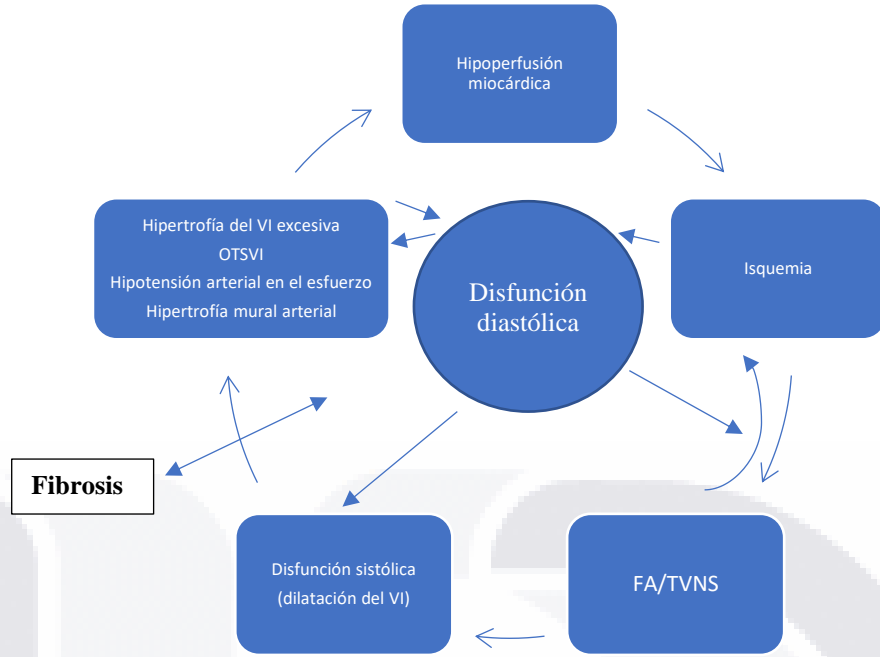 Hipoperfusión
miocárdica
Hipertrofía del VI excesiva
OTSVI
Hipotensión arterial en el esfuerzo
Hipertrofía mural arterial
Disfunción
diastólica
Isquemia
Fibrosis
Disfunción sistólica
(dilatación del VI)
FA/TVNS